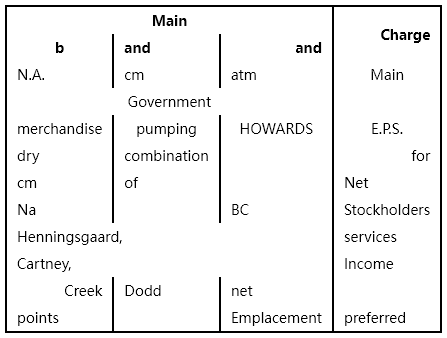 Main Charge
b and and
N.A. cm atm Main
Government
merchandise pumping HOWARDS E.P.S.
dry combination for
cm of Net
Na BC Stockholders
Henningsgaard, services
Cartney, Income
Creek Dodd net
points Emplacement preferred